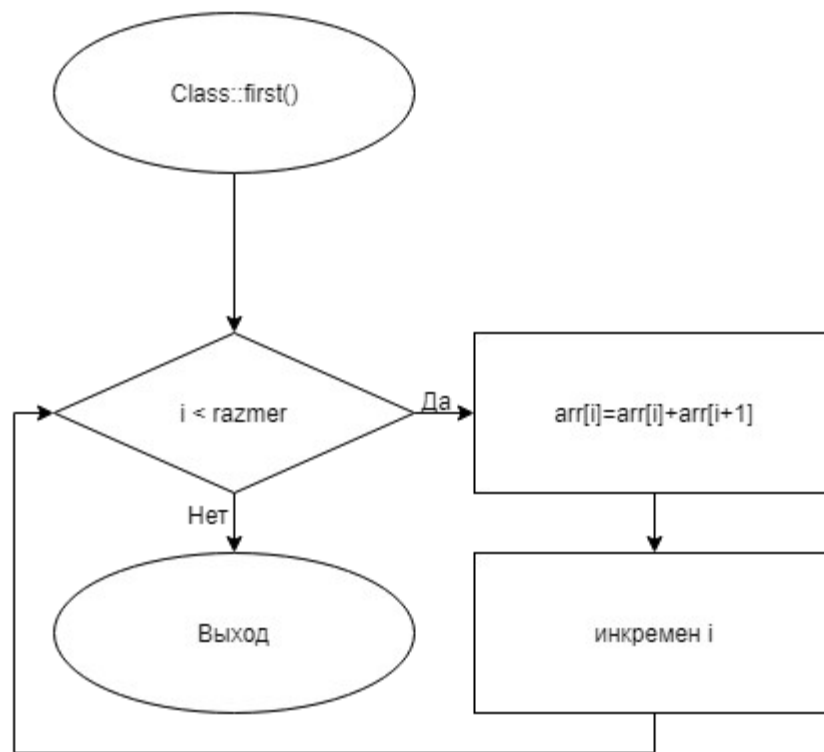 Class::first()
i < razmer
Да
arr[i]=arr[i]+arr[i+1]
Нет
Выход
инкремен i